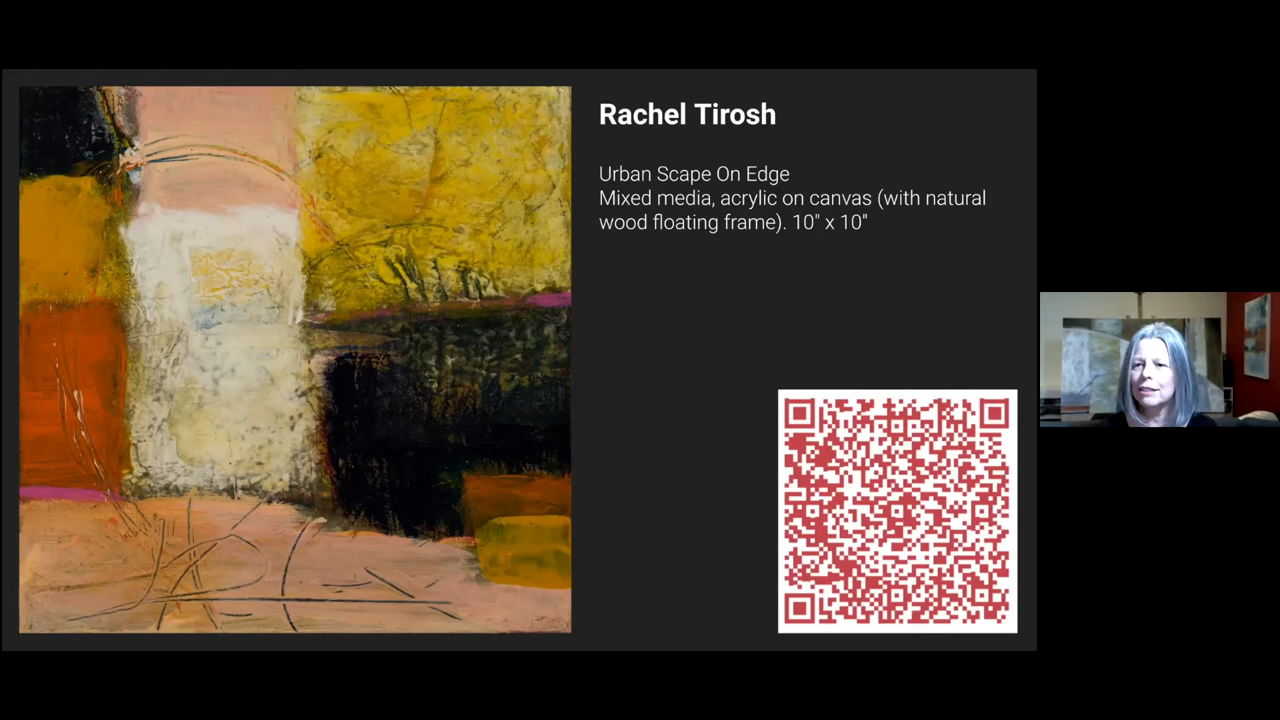 Rachel Tirosh
Urban Scape On Edge
Mixed media, acrylic on canvas (with natural
wood floating frame). 10" x 10"